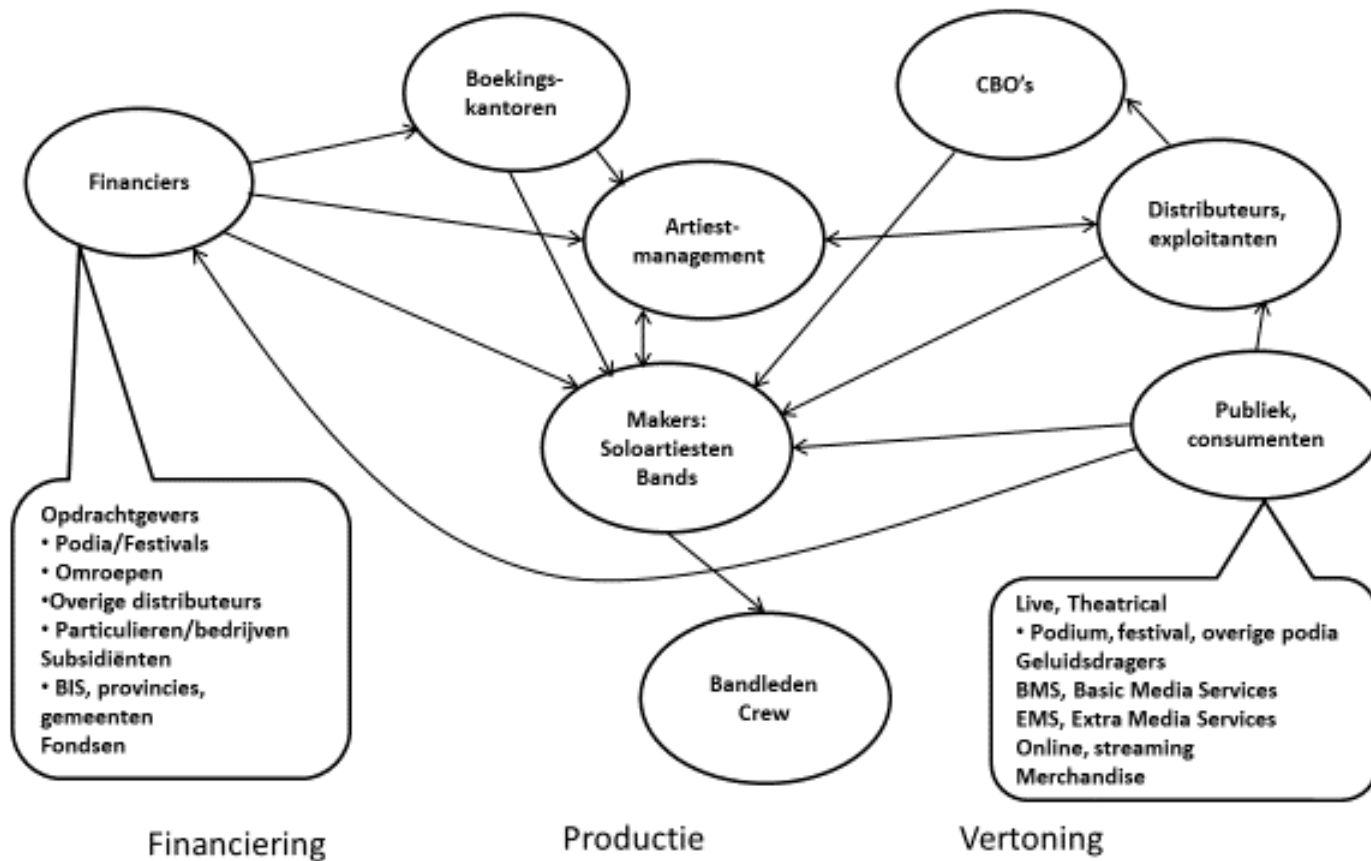 Boekings-
kantoren
CBO's
Financiers
Artiest-
management
Distributeurs,
exploitanten
Makers:
Soloartiesten
Bands
Publiek,
consumenten
Opdrachtgevers
• Podia/Festivals
• Omroepen
•Overige distributeurs
• Particulieren/bedrijven
Subsidiënten
• BIS, provincies,
gemeenten
Fondsen
Bandleden
Crew
Live, Theatrical
• Podium, festival, overige podia
Geluidsdragers
BMS, Basic Media Services
EMS, Extra Media Services
Online, streaming
Merchandise
Financiering
Productie
Vertoning